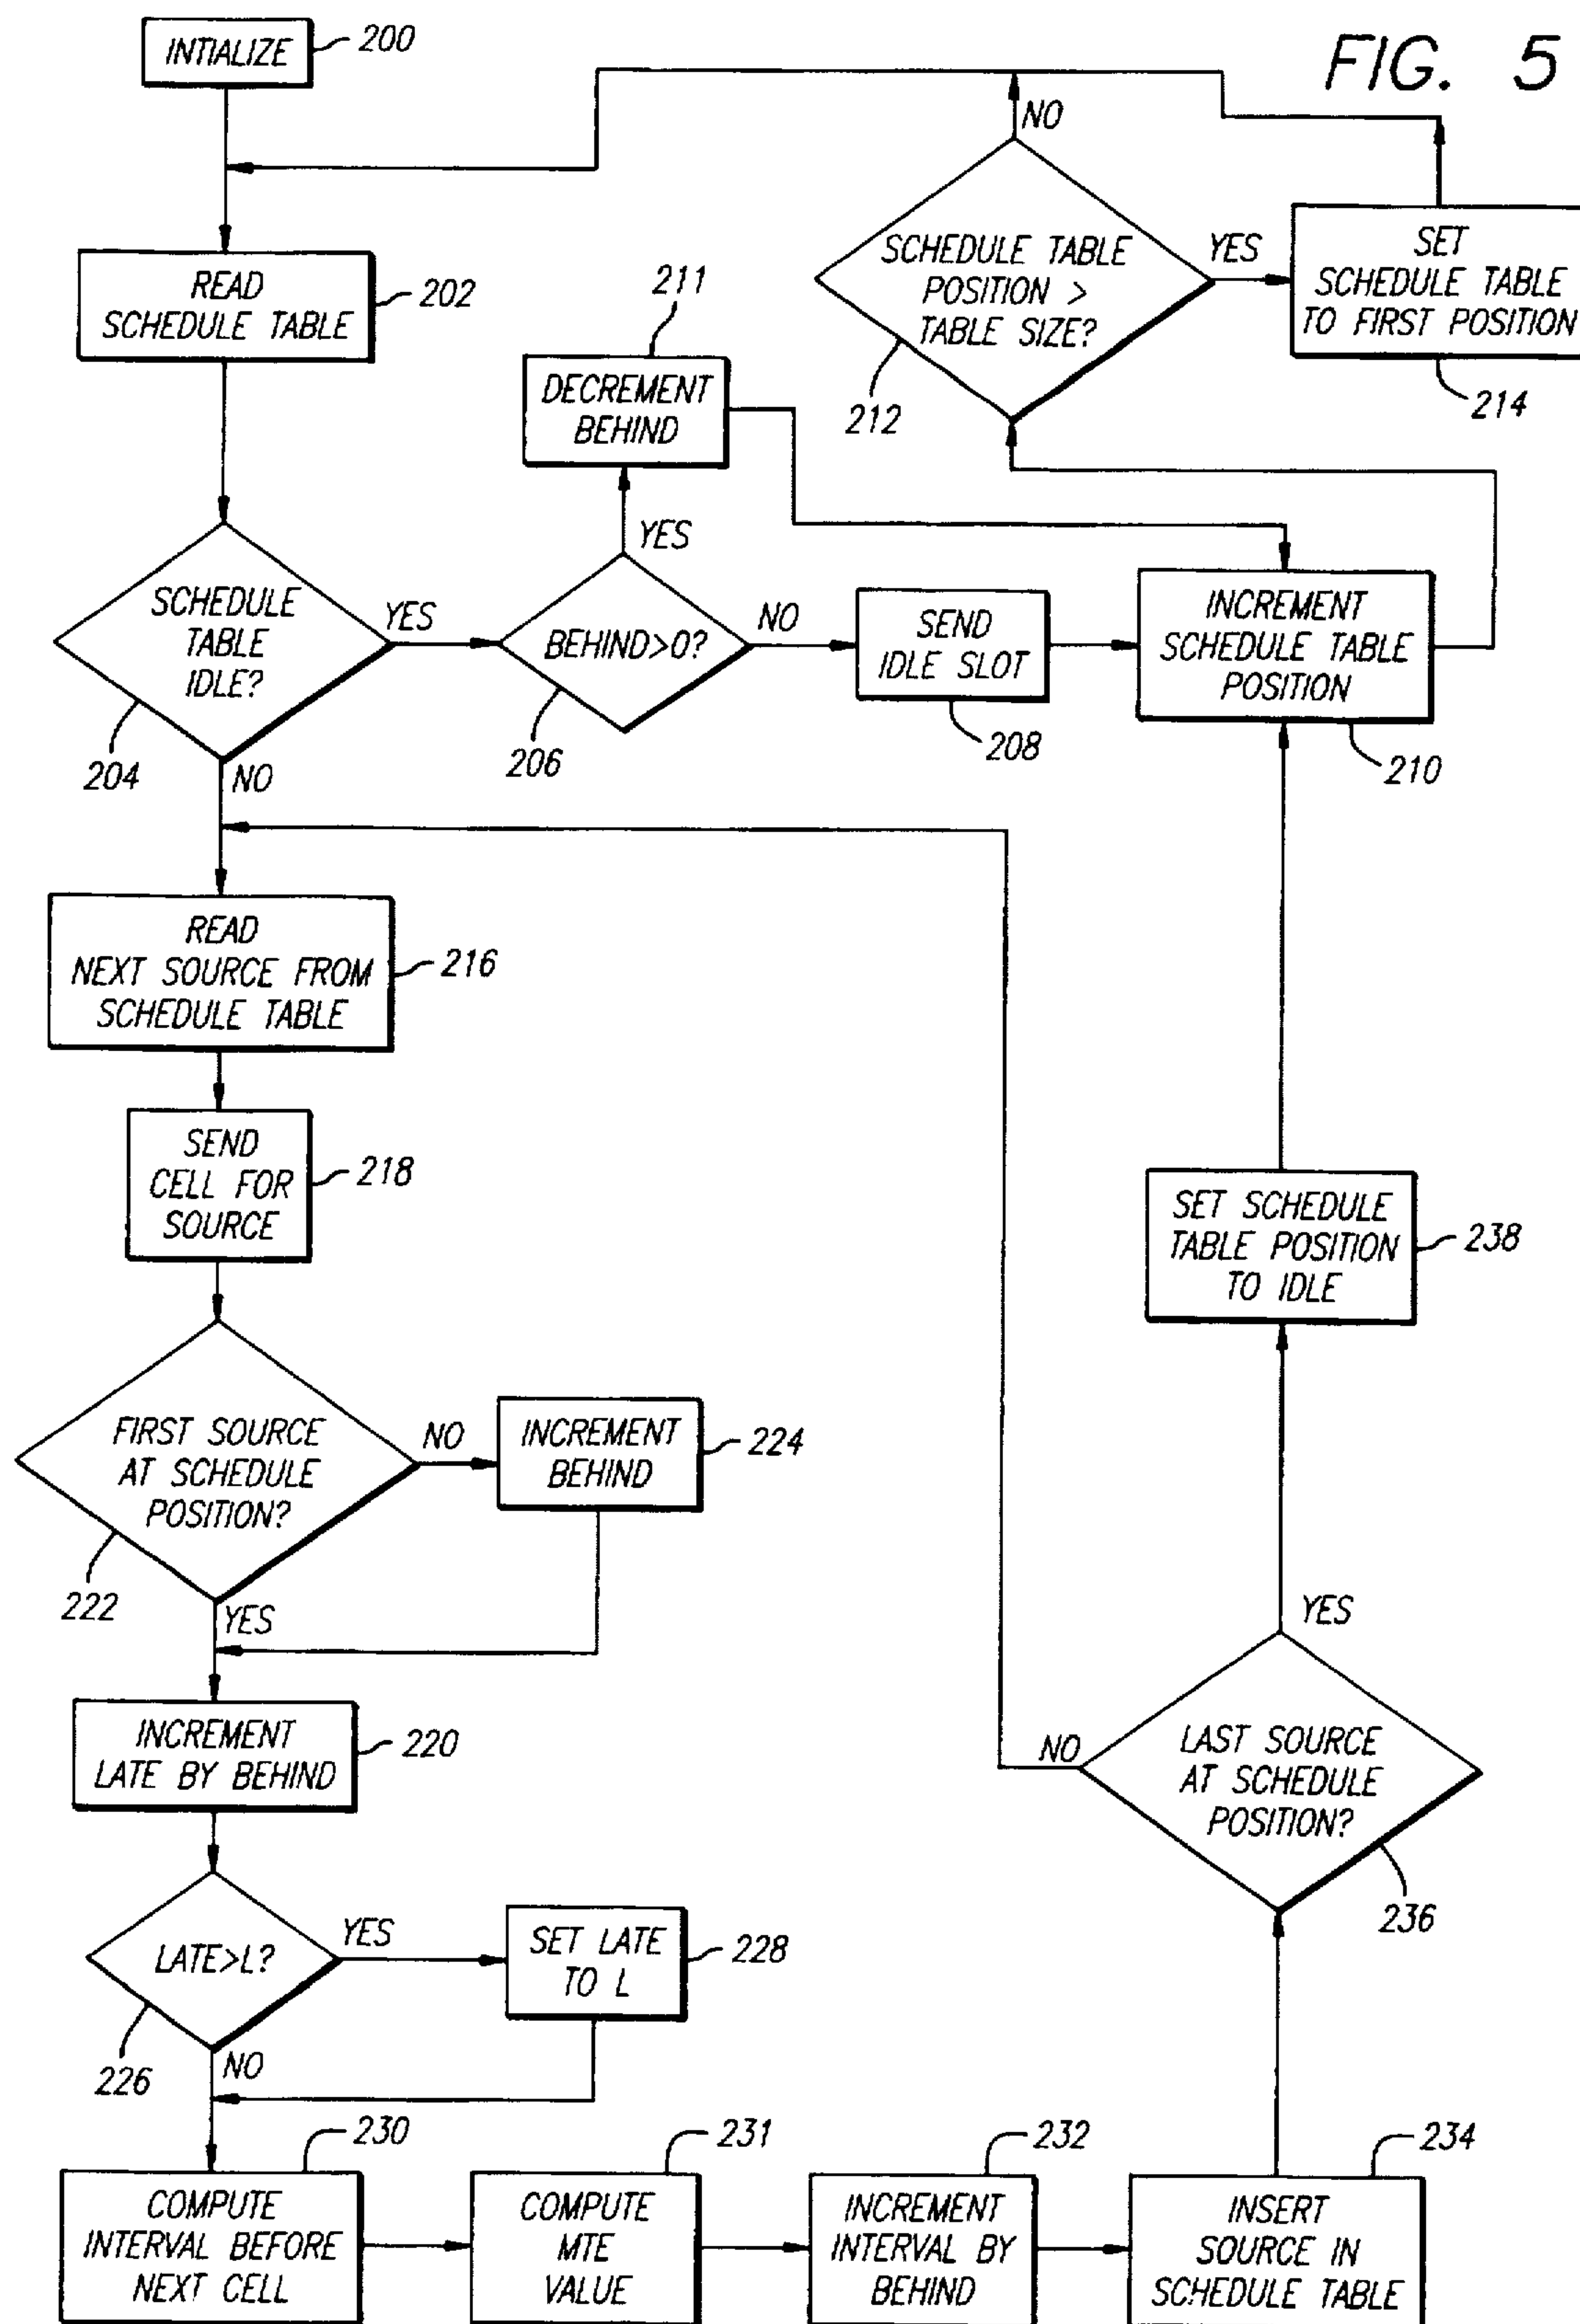 FIG. 5
INTIALIZE
200
READ
SCHEDULE TABLE
202
SCHEDULE
TABLE
IDLE?
204
YES
NO
BEHIND>0?
206
YES
NO
DECREMENT
BEHIND
211
SEND
IDLE SLOT
208
INCREMENT
SCHEDULE TABLE
POSITION
210
SCHEDULE TABLE
POSITION >
TABLE SIZE?
212
NO
YES
SET
SCHEDULE TABLE
TO FIRST POSITION
214
READ
NEXT SOURCE FROM
SCHEDULE TABLE
216
SEND
CELL FOR
SOURCE
218
FIRST SOURCE
AT SCHEDULE
POSITION?
222
NO
YES
INCREMENT
BEHIND
224
INCREMENT
LATE BY BEHIND
220
LATE>L?
226
YES
NO
SET LATE
TO L
228
COMPUTE
INTERVAL BEFORE
NEXT CELL
230
COMPUTE
MTE
VALUE
231
INCREMENT
INTERVAL BY
BEHIND
232
INSERT
SOURCE IN
SCHEDULE TABLE
234
LAST SOURCE
AT SCHEDULE
POSITION?
236
NO
YES
SET SCHEDULE
TABLE POSITION
TO IDLE
238